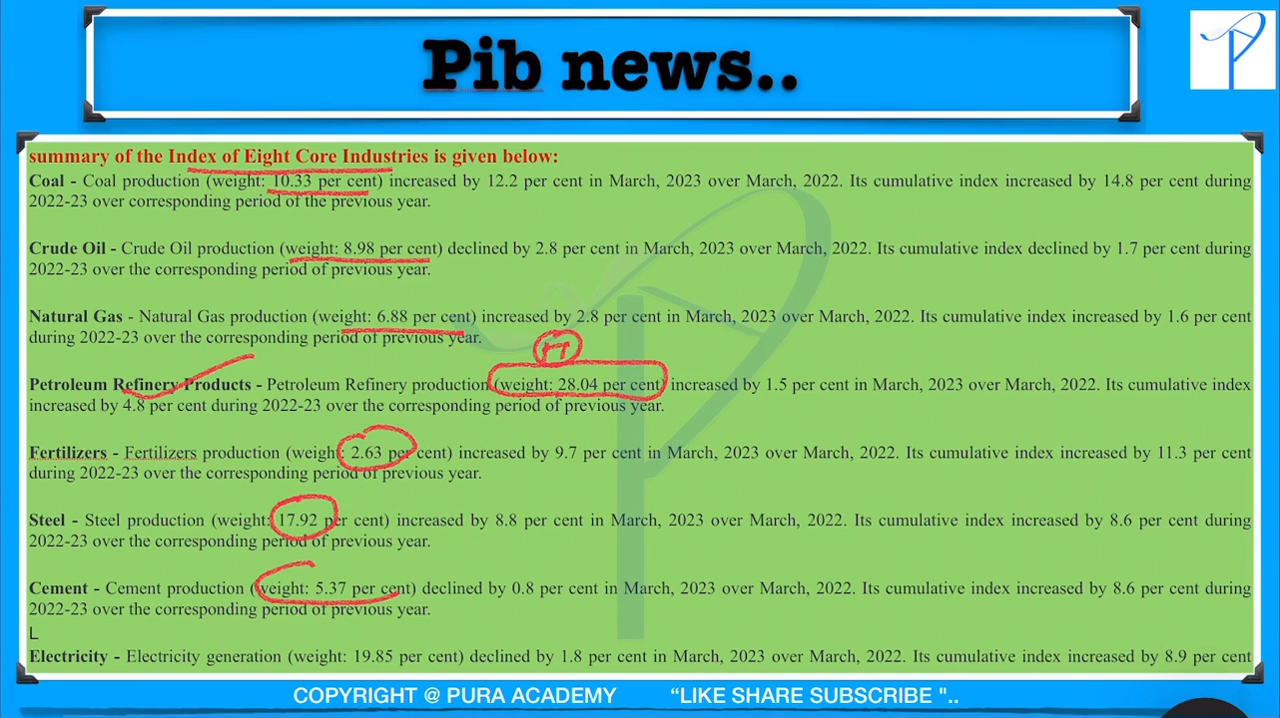 Pib news..
summary of the Index of Eight Core Industries is given below:
Coal - Coal production (weight: 10.33 per cent) increased by 12.2 per cent in March, 2023 over March, 2022. Its cumulative index increased by 14.8 per cent during
2022-23 over corresponding period of the previous year.
Crude Oil - Crude Oil production (weight: 8.98 per cent) declined by 2.8 per cent in March, 2023 over March, 2022. Its cumulative index declined by 1.7 per cent during
2022-23 over the corresponding period of previous year.
Natural Gas - Natural Gas production (weight: 6.88 per cent) increased by 2.8 per cent in March, 2023 over March, 2022. Its cumulative index increased by 1.6 per cent
during 2022-23 over the corresponding period of previous year.
Petroleum Refinery Products - Petroleum Refinery production (weight: 28.04 per cent) increased by 1.5 per cent in March, 2023 over March, 2022. Its cumulative index
increased by 4.8 per cent during 2022-23 over the corresponding period of previous year.
Fertilizers - Fertilizers production (weight: 2.63 per cent) increased by 9.7 per cent in March, 2023 over March, 2022. Its cumulative index increased by 11.3 per cent
during 2022-23 over the corresponding period of previous year.
Steel - Steel production (weight: 17.92 per cent) increased by 8.8 per cent in March, 2023 over March, 2022. Its cumulative index increased by 8.6 per cent during
2022-23 over the corresponding period of previous year.
Cement - Cement production (weight: 5.37 per cent) declined by 0.8 per cent in March, 2023 over March, 2022. Its cumulative index increased by 8.6 per cent during
2022-23 over the corresponding period of previous year.
L
Electricity - Electricity generation (weight: 19.85 per cent) declined by 1.8 per cent in March, 2023 over March, 2022. Its cumulative index increased by 8.9 per cent
COPYRIGHT @ PURA ACADEMY “LIKE SHARE SUBSCRIBE "..